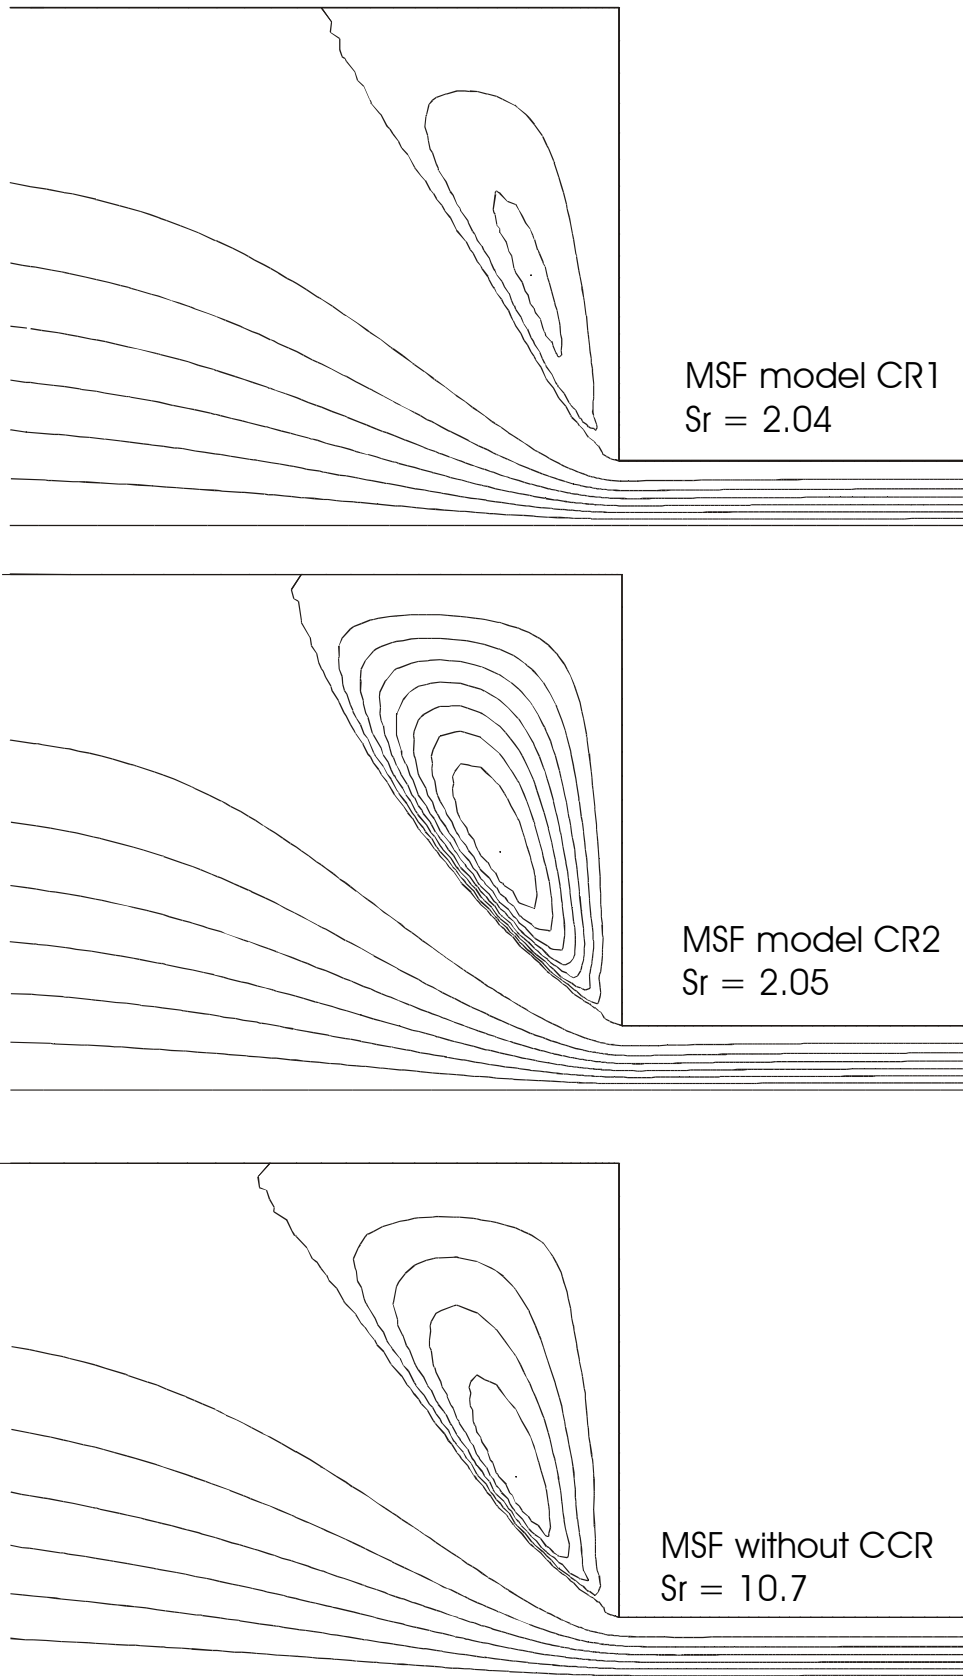 MSF model CR1
Sr = 2.04
MSF model CR2
Sr = 2.05
MSF without CCR
Sr = 10.7